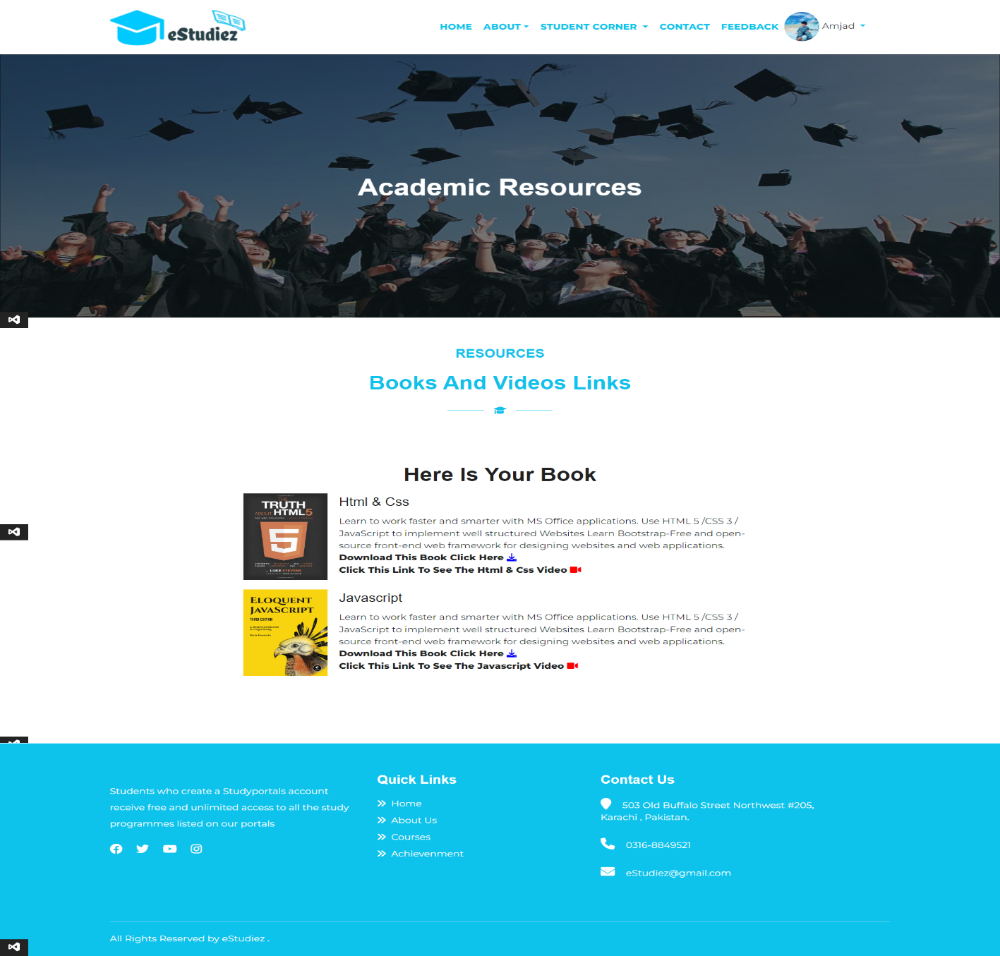 eStudiez
HOME ABOUT STUDENT CORNER CONTACT FEEDBACK Amjad
Academic Resources
RESOURCES
Books And Videos Links
Here Is Your Book
THE
TRUTH
ABOUT HTML5
LUKE STEVENS
Html & Css
Learn to work faster and smarter with MS Office applications. Use HTML 5 /CSS 3 /
JavaScript to implement well structured Websites Learn Bootstrap-Free and open-
source front-end web framework for designing websites and web applications.
Download This Book Click Here
Click This Link To See The Html & Css Video
ELOQUENT
JAVASCRIPT
THIRD EDITION
Javascript
Learn to work faster and smarter with MS Office applications. Use HTML 5 /CSS 3 /
JavaScript to implement well structured Websites Learn Bootstrap-Free and open-
source front-end web framework for designing websites and web applications.
Download This Book Click Here
Click This Link To See The Javascript Video
Students who create a Studyportals account
receive free and unlimited access to all the study
programmes listed on our portals
Quick Links
Home
About Us
Courses
Achievenment
Contact Us
503 Old Buffalo Street Northwest #205,
Karachi , Pakistan.
0316-8849521
eStudiez@gmail.com
All Rights Reserved by eStudiez .